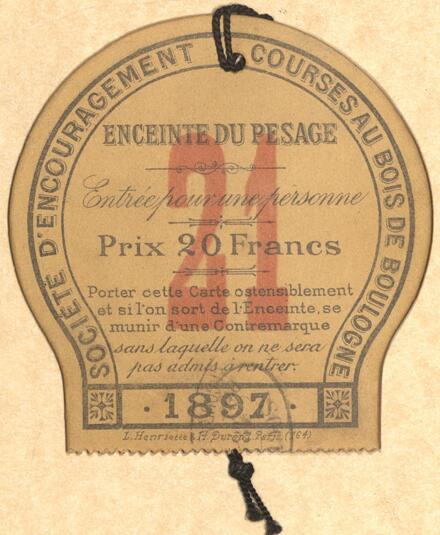 SOCIÉTÉ D'ENCOURAGEMENT
COURSES AU BOIS DE BOULOGNE
ENCEINTE DU PESAGE
21
Entrée pour une personne
Prix 20 Francs
Porter cette Carte ostensiblement
et si l'on sort de l'Enceinte, se
munir d'une Contremarque
sans laquelle on ne sera
pas admis à rentrer.
· 1897 ·
L. Henriette & H. Durand